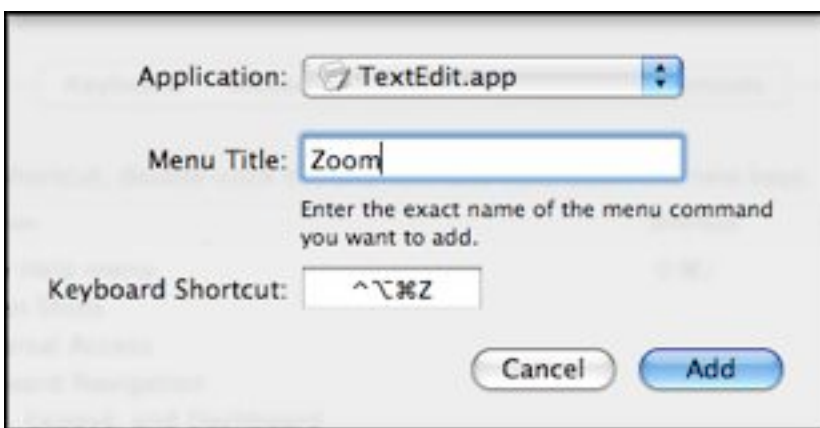 Application: TextEdit.app
Menu Title: Zoom
Enter the exact name of the menu command
you want to add.
Keyboard Shortcut: ^⌥⌘Z
Cancel Add